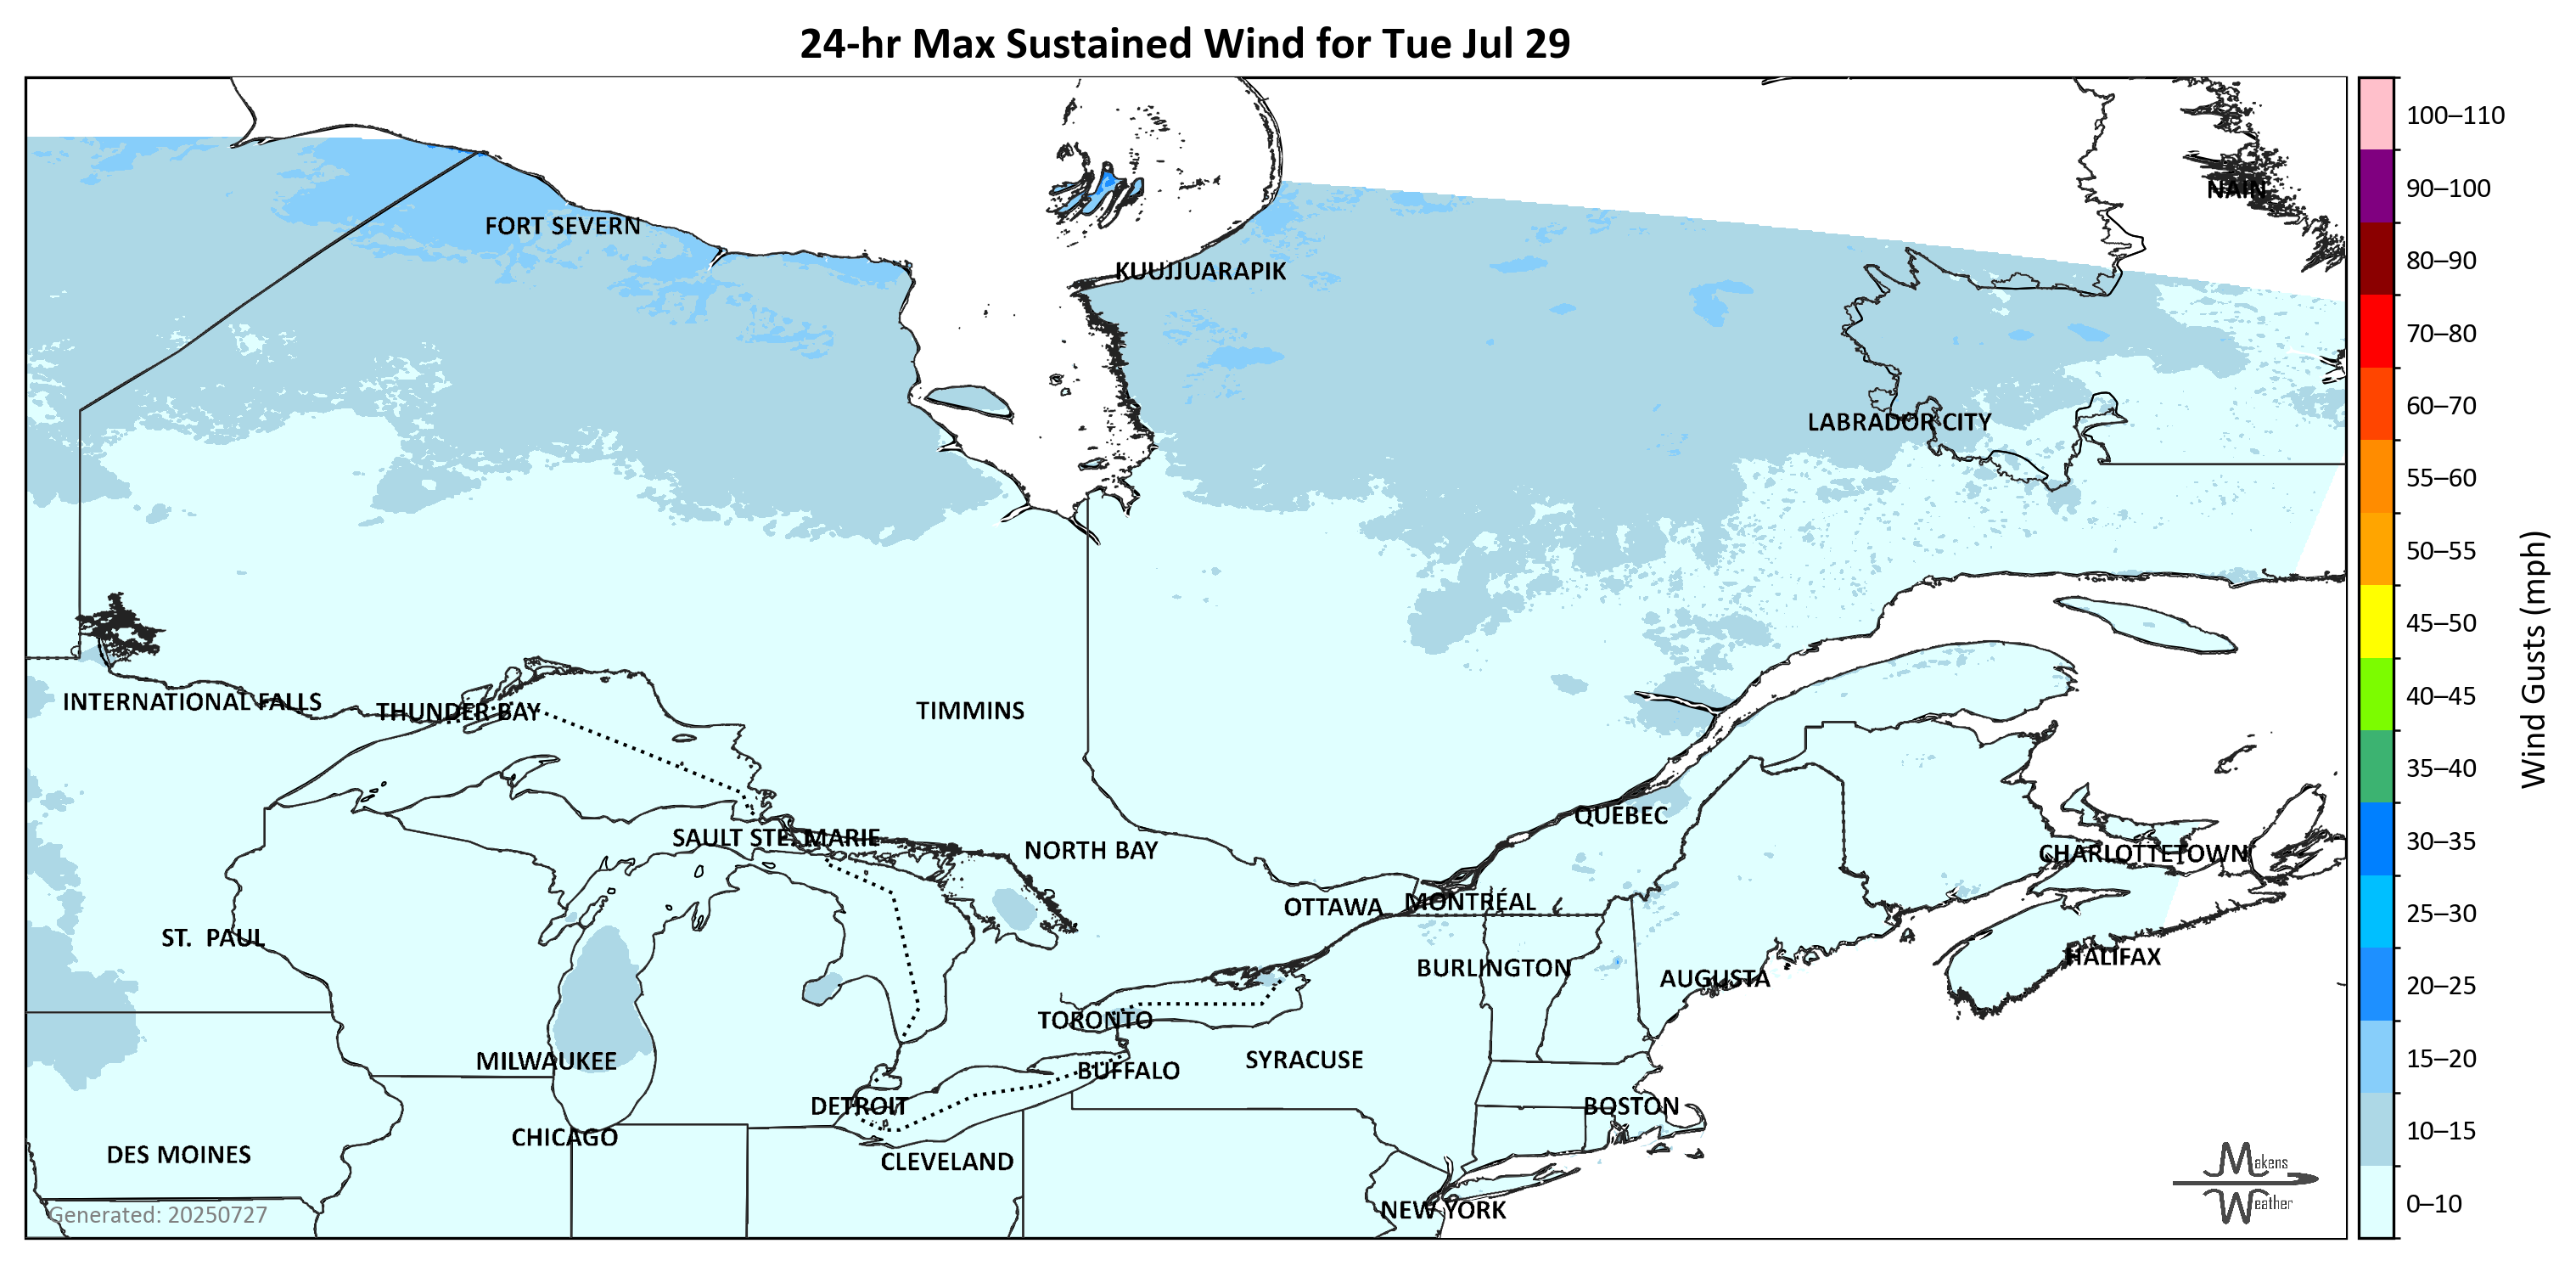 24-hr Max Sustained Wind for Tue Jul 29
100–110
90–100
NAIN
FORT SEVERN
80–90
KUUJJUARAPIK
70–80
60–70
LABRADOR CITY
55–60
50–55
45–50
40–45
INTERNATIONAL FALLS
THUNDER BAY
TIMMINS
35–40
Wind Gusts (mph)
QUÉBEC
30–35
SAULT STE. MARIE
NORTH BAY
CHARLOTTETOWN
OTTAWA
MONTRÉAL
25–30
ST. PAUL
HALIFAX
BURLINGTON
AUGUSTA
20–25
TORONTO
MILWAUKEE
SYRACUSE
15–20
BUFFALO
DETROIT
BOSTON
CHICAGO
10–15
DES MOINES
CLEVELAND
Makens
Weather
0–10
NEW YORK
Generated: 20250727